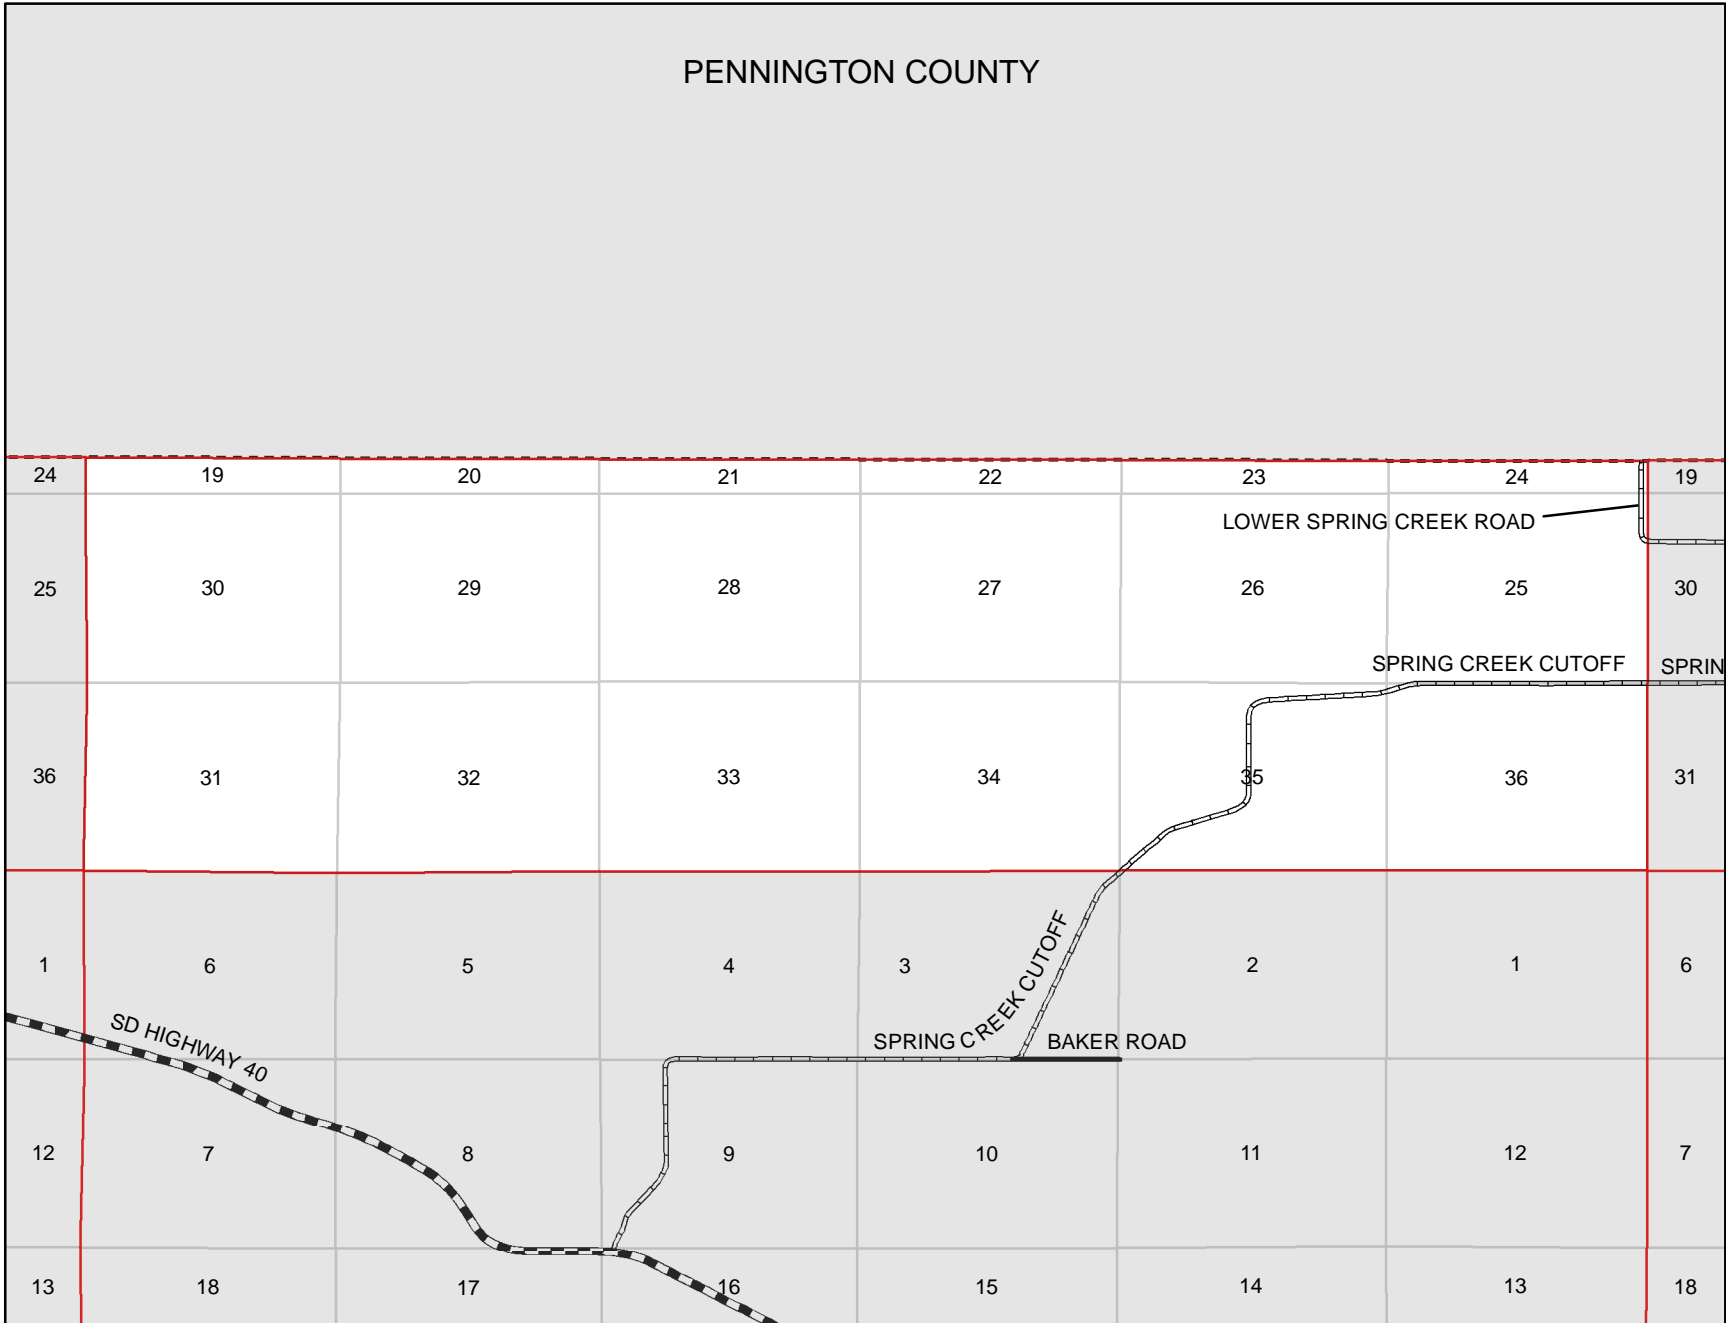 PENNINGTON COUNTY
24 19 20 21 22 23 24 19
LOWER SPRING CREEK ROAD
25 30 29 28 27 26 25 30
SPRING CREEK CUTOFF SPRIN
36 31 32 33 34 35 36 31
SPRING CREEK CUTOFF
1 6 5 4 3 2 1 6
SD HIGHWAY 40
BAKER ROAD
12 7 8 9 10 11 12 7
13 18 17 16 15 14 13 18